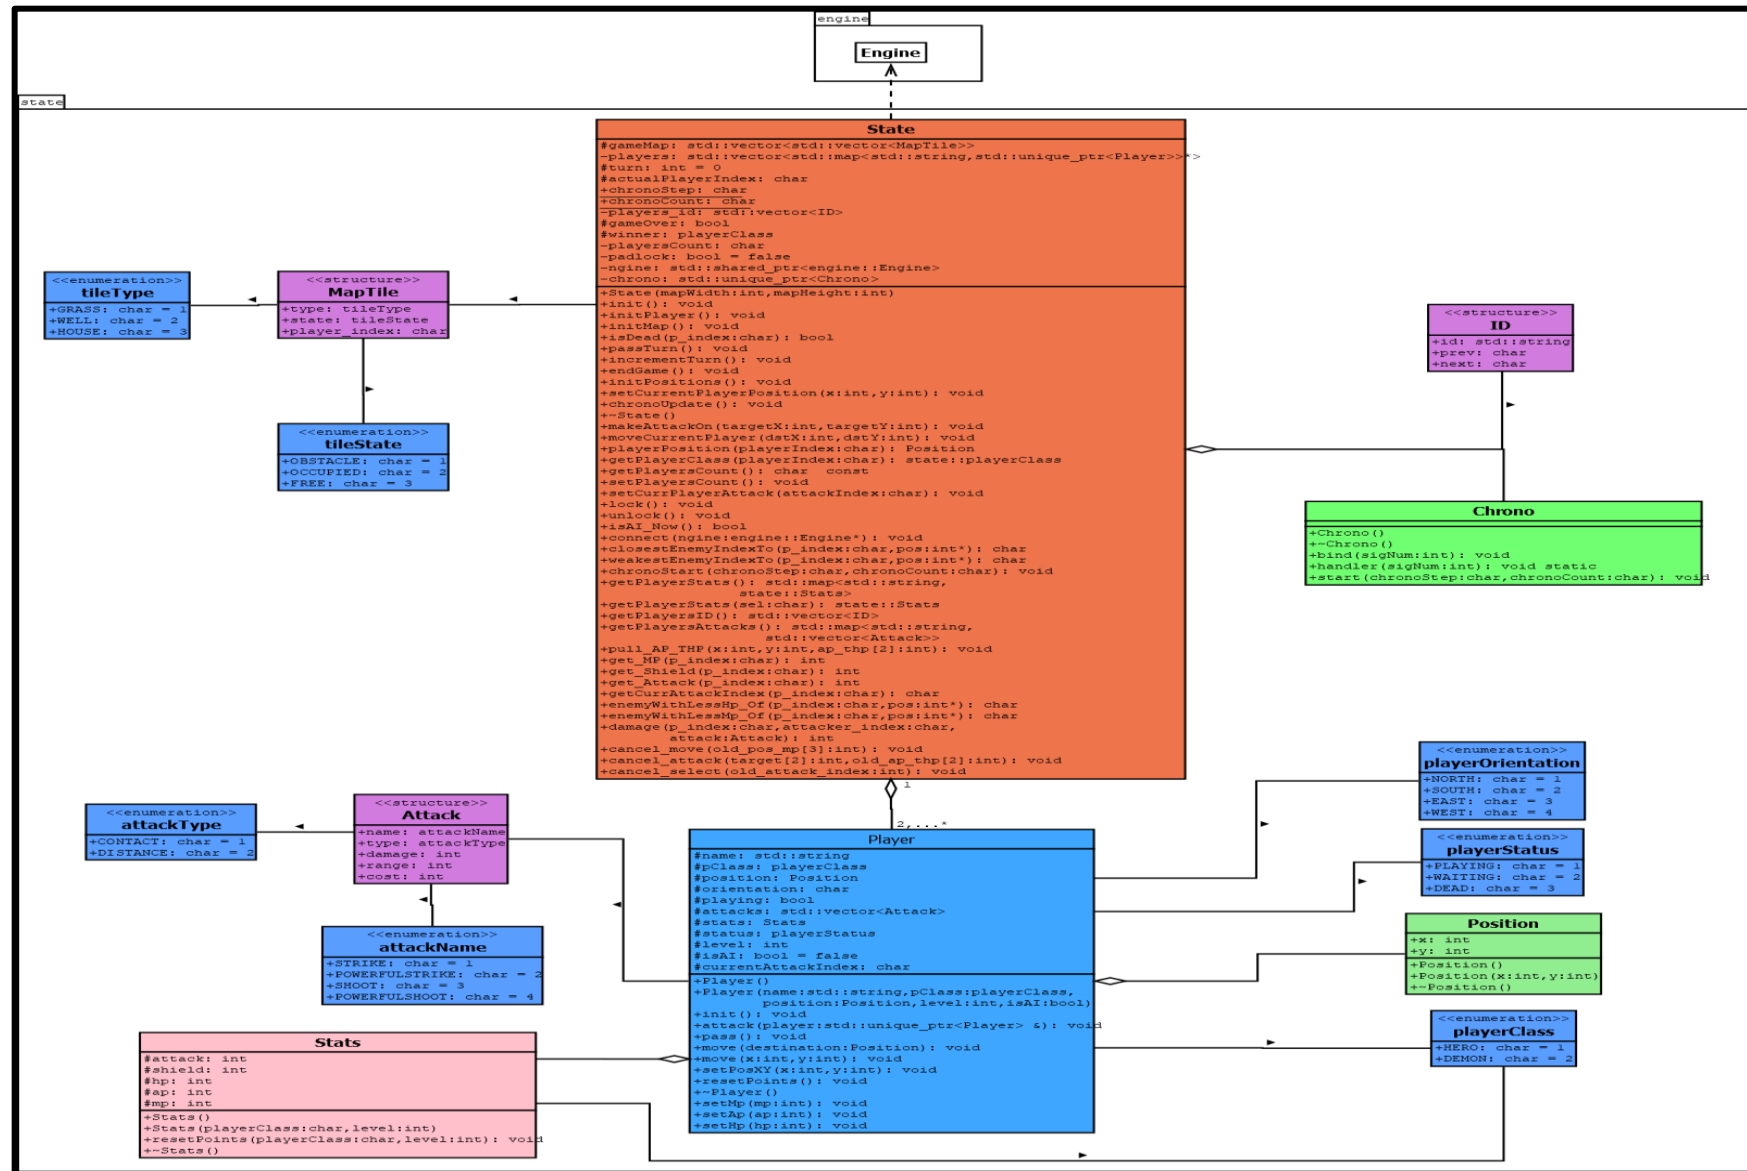 engine
Engine
state
State
#gameMap: std::vector<std::vector<MapTile>>
-players: std::vector<std::map<std::string,std::unique_ptr<Player>>*>
#turn: int = 0
#actualPlayerIndex: char
+chronoStep: char
+chronoCount: char
-players_id: std::vector<ID>
#gameOver: bool
#winner: playerClass
-playersCount: char
-padlock: bool = false
-ngine: std::shared_ptr<engine::Engine>
-chrono: std::unique_ptr<Chrono>
+State(mapWidth:int,mapHeight:int)
+init(): void
+initPlayer(): void
+initMap(): void
+isDead(p_index:char): bool
+passTurn(): void
+incrementTurn(): void
+endGame(): void
+initPositions(): void
+setCurrentPlayerPosition(x:int,y:int): void
+chronoUpdate(): void
+~State()
+makeAttackOn(targetX:int,targetY:int): void
+moveCurrentPlayer(dstX:int,dstY:int): void
+playerPosition(playerIndex:char): Position
+getPlayerClass(playerIndex:char): state::playerClass
+getPlayersCount(): char const
+setPlayersCount(): void
+setCurrPlayerAttack(attackIndex:char): void
+lock(): void
+unlock(): void
+isAI_Now(): bool
+connect(ngine:engine::Engine*): void
+closestEnemyIndexTo(p_index:char,pos:int*): char
+weakestEnemyIndexTo(p_index:char,pos:int*): char
+chronoStart(chronoStep:char,chronoCount:char): void
+getPlayerStats(): std::map<std::string,
state::Stats>
+getPlayerStats(sel:char): state::Stats
+getPlayersID(): std::vector<ID>
+getPlayersAttacks(): std::map<std::string,
std::vector<Attack>>
+pull_AP_THP(x:int,y:int,ap_thp[2]:int): void
+get_MP(p_index:char): int
+get_Shield(p_index:char): int
+get_Attack(p_index:char): int
+getCurrAttackIndex(p_index:char): char
+enemyWithLessHp_Of(p_index:char,pos:int*): char
+enemyWithLessMp_Of(p_index:char,pos:int*): char
+damage(p_index:char,attacker_index:char,
attack:Attack): int
+cancel_move(old_pos_mp[3]:int): void
+cancel_attack(target[2]:int,old_ap_thp[2]:int): void
+cancel_select(old_attack_index:int): void
<<enumeration>>
tileType
+GRASS: char = 1
+WELL: char = 2
+HOUSE: char = 3
<<structure>>
MapTile
+type: tileType
+state: tileState
+player_index: char
<<enumeration>>
tileState
+OBSTACLE: char = 1
+OCCUPIED: char = 2
+FREE: char = 3
<<structure>>
ID
+id: std::string
+prev: char
+next: char
Chrono
+Chrono()
+~Chrono()
+bind(sigNum:int): void
+handler(sigNum:int): void static
+start(chronoStep:char,chronoCount:char): void
1
2,...*
Player
#name: std::string
#pClass: playerClass
#position: Position
#orientation: char
#playing: bool
#attacks: std::vector<Attack>
#stats: Stats
#status: playerStatus
#level: int
#isAI: bool = false
#currentAttackIndex: char
+Player()
+Player(name:std::string,pClass:playerClass,
position:Position,level:int,isAI:bool)
+init(): void
+attack(player:std::unique_ptr<Player> &): void
+pass(): void
+move(destination:Position): void
+move(x:int,y:int): void
+setPosXY(x:int,y:int): void
+resetPoints(): void
+~Player()
+setMp(mp:int): void
+setAp(ap:int): void
+setHp(hp:int): void
<<enumeration>>
attackType
+CONTACT: char = 1
+DISTANCE: char = 2
<<structure>>
Attack
+name: attackName
+type: attackType
+damage: int
+range: int
+cost: int
<<enumeration>>
attackName
+STRIKE: char = 1
+POWERFULSTRIKE: char = 2
+SHOOT: char = 3
+POWERFULSHOOT: char = 4
Stats
#attack: int
#shield: int
#hp: int
#ap: int
#mp: int
+Stats()
+Stats(playerClass:char,level:int)
+resetPoints(playerClass:char,level:int): void
+~Stats()
<<enumeration>>
playerOrientation
+NORTH: char = 1
+SOUTH: char = 2
+EAST: char = 3
+WEST: char = 4
<<enumeration>>
playerStatus
+PLAYING: char = 1
+WAITING: char = 2
+DEAD: char = 3
Position
+x: int
+y: int
+Position()
+Position(x:int,y:int)
+~Position()
<<enumeration>>
playerClass
+HERO: char = 1
+DEMON: char = 2